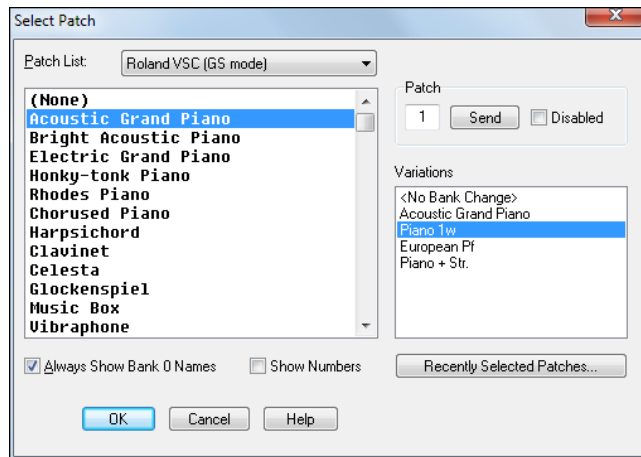 Select Patch
Patch List: Roland VSC (GS mode)
(None)
Acoustic Grand Piano
Bright Acoustic Piano
Electric Grand Piano
Honky-tonk Piano
Rhodes Piano
Chorused Piano
Harpsichord
Clavinet
Celesta
Glockenspiel
Music Box
Vibraphone
Patch
1 Send Disabled
Variations
<No Bank Change>
Acoustic Grand Piano
Piano 1w
European Pf
Piano + Str.
Always Show Bank 0 Names Show Numbers
Recently Selected Patches...
OK Cancel Help